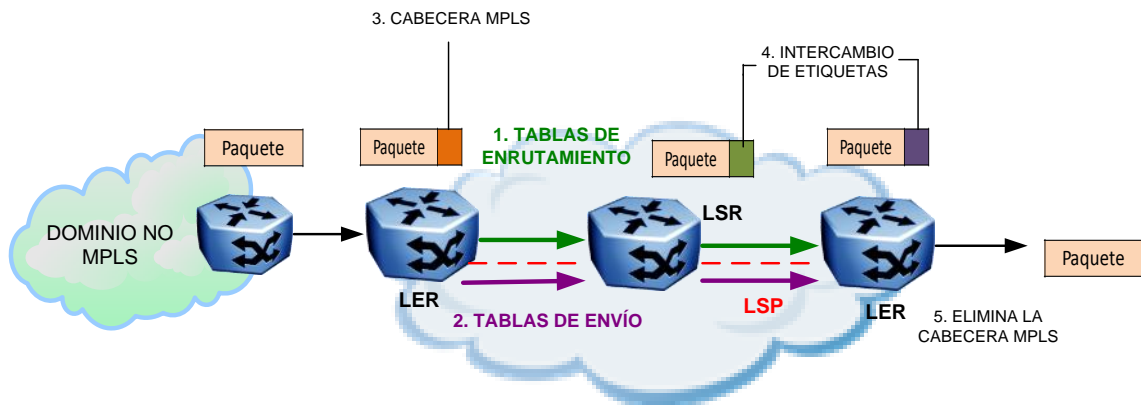 3. CABECERA MPLS
4. INTERCAMBIO
DE ETIQUETAS
Paquete
Paquete
1. TABLAS DE
ENRUTAMIENTO
Paquete
Paquete
DOMINIO NO
MPLS
LSR
LER
2. TABLAS DE ENVÍO
LSP
LER
Paquete
5. ELIMINA LA
CABECERA MPLS